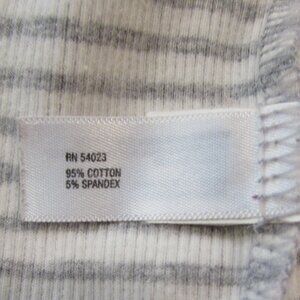 RN 54023
95% COTTON
5% SPANDEX